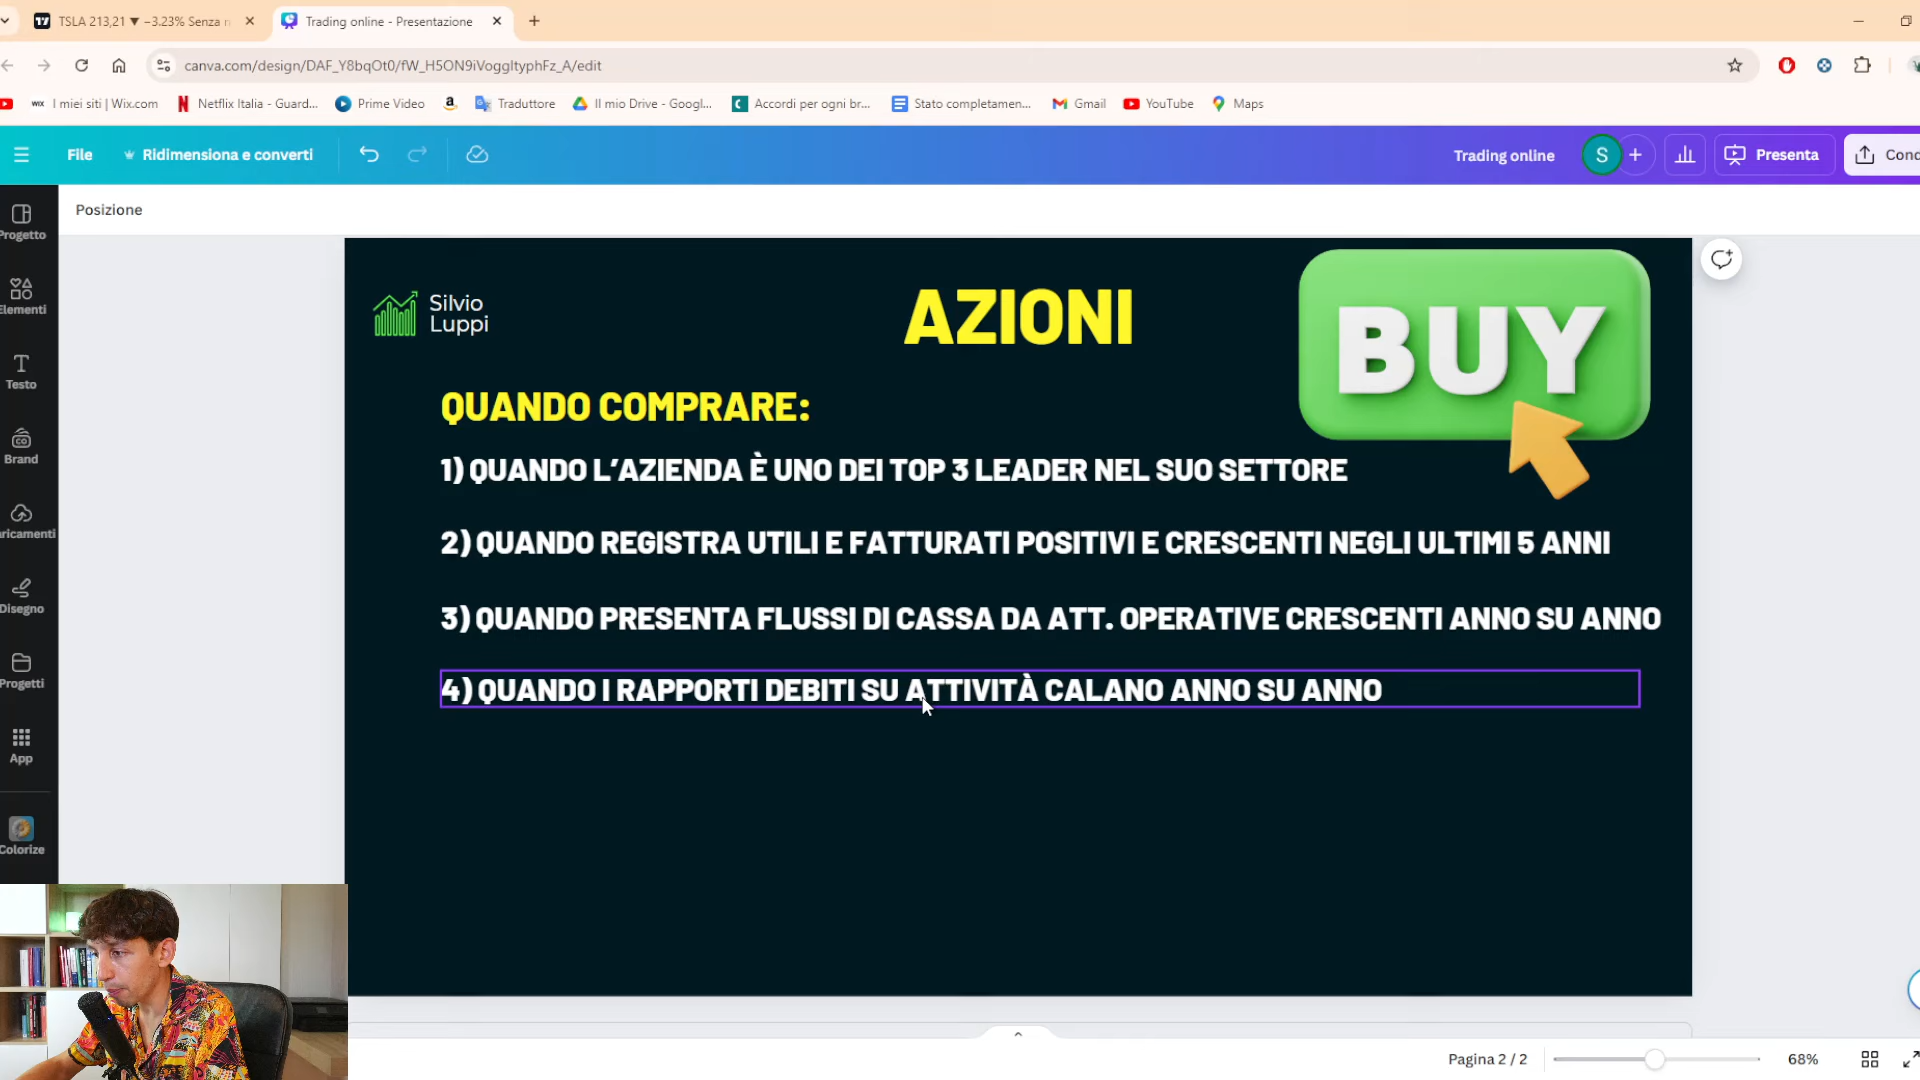 TSLA 213,21 ▼ −3.23% Senza
Trading online - Presentazione
canva.com/design/DAF_Y8bqOt0/fW_H5ON9iVoggItyphFz_A/edit
I miei siti | Wix.com
Netflix Italia - Guard...
Prime Video
Traduttore
Il mio Drive - Googl...
Accordi per ogni br...
Stato completamen...
Gmail
YouTube
Maps
File
Ridimensiona e converti
Trading online
S
Presenta
Cond
Posizione
Progetto
Elementi
Testo
Brand
aricamenti
Disegno
Progetti
App
Colorize
Silvio
Luppi
AZIONI
BUY
QUANDO COMPRARE:
1) QUANDO L’AZIENDA È UNO DEI TOP 3 LEADER NEL SUO SETTORE
2) QUANDO REGISTRA UTILI E FATTURATI POSITIVI E CRESCENTI NEGLI ULTIMI 5 ANNI
3) QUANDO PRESENTA FLUSSI DI CASSA DA ATT. OPERATIVE CRESCENTI ANNO SU ANNO
4) QUANDO I RAPPORTI DEBITI SU ATTIVITÀ CALANO ANNO SU ANNO
Pagina 2 / 2
68%